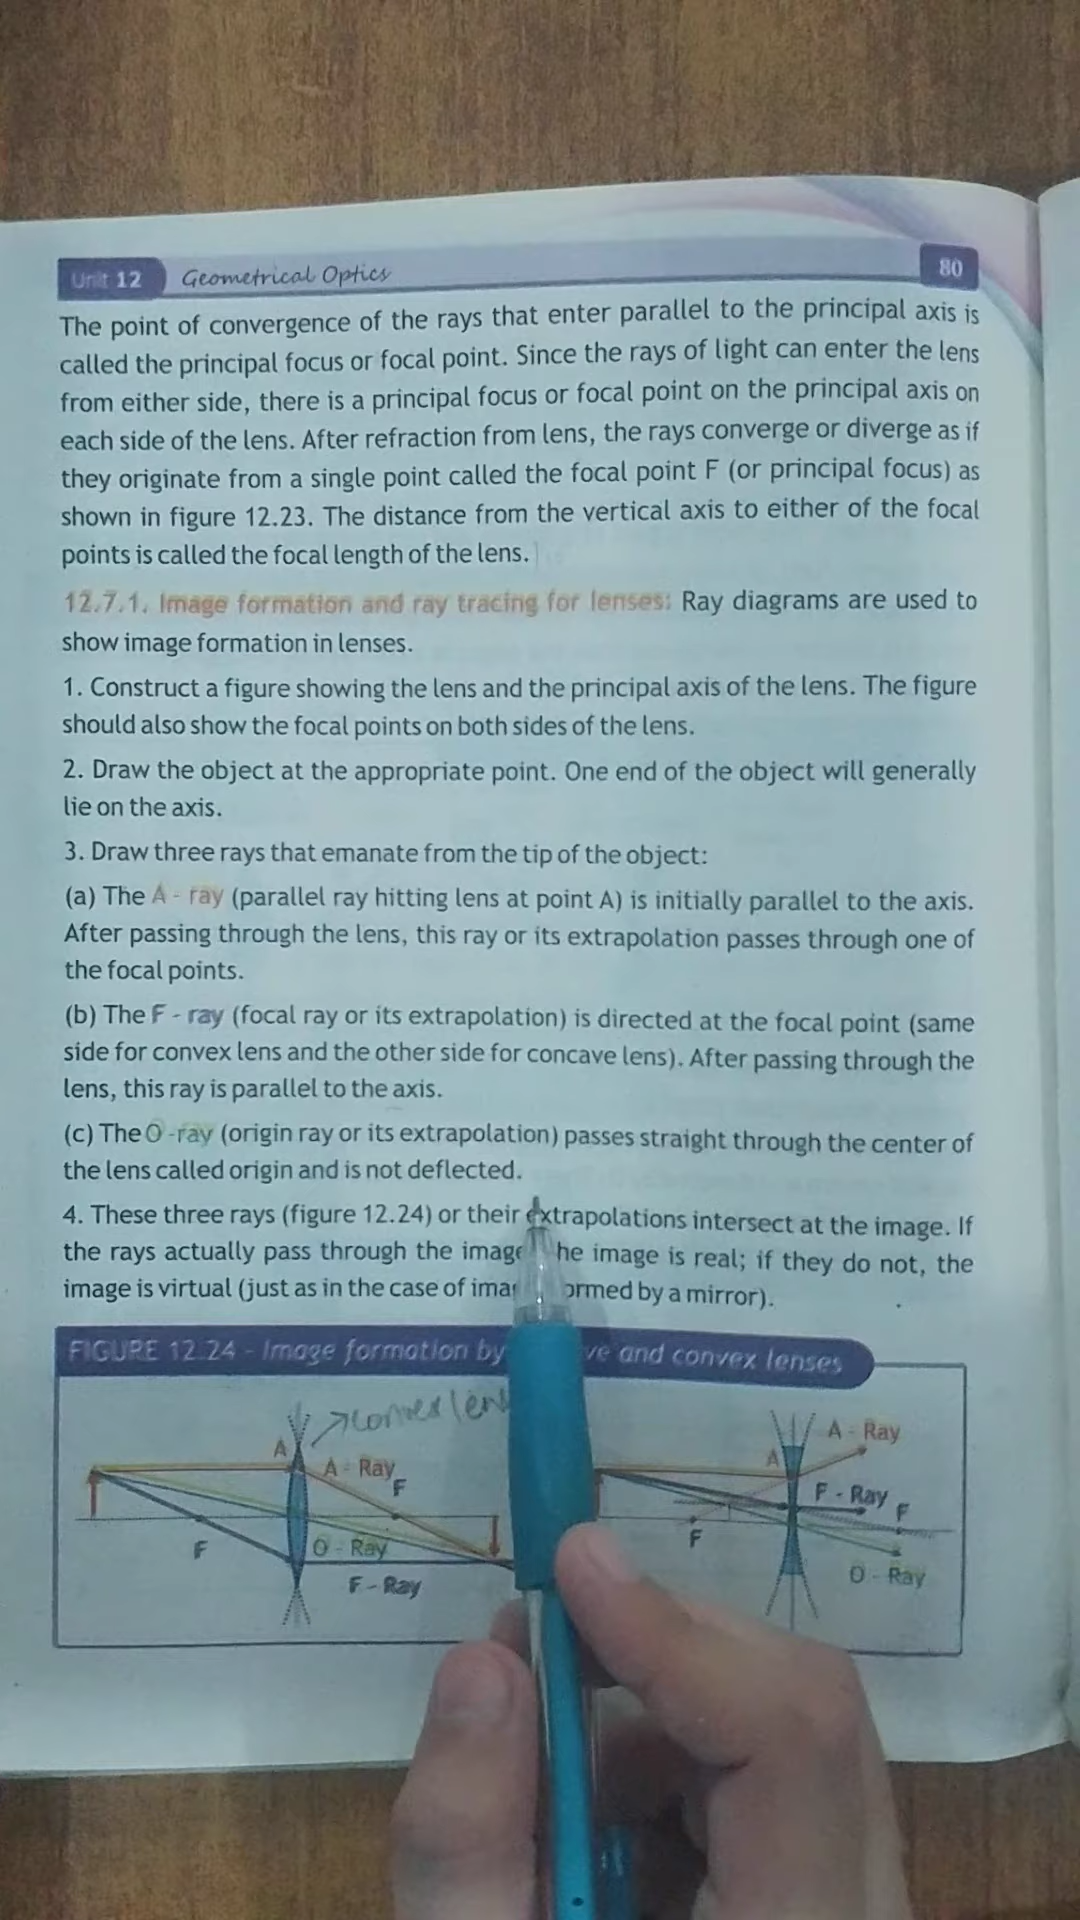 Unit 12 Geometrical Optics 80
The point of convergence of the rays that enter parallel to the principal axis is
called the principal focus or focal point. Since the rays of light can enter the lens
from either side, there is a principal focus or focal point on the principal axis on
each side of the lens. After refraction from lens, the rays converge or diverge as if
they originate from a single point called the focal point F (or principal focus) as
shown in figure 12.23. The distance from the vertical axis to either of the focal
points is called the focal length of the lens.
12.7.1. Image formation and ray tracing for lenses: Ray diagrams are used to
show image formation in lenses.
1. Construct a figure showing the lens and the principal axis of the lens. The figure
should also show the focal points on both sides of the lens.
2. Draw the object at the appropriate point. One end of the object will generally
lie on the axis.
3. Draw three rays that emanate from the tip of the object:
(a) The A - ray (parallel ray hitting lens at point A) is initially parallel to the axis.
After passing through the lens, this ray or its extrapolation passes through one of
the focal points.
(b) The F - ray (focal ray or its extrapolation) is directed at the focal point (same
side for convex lens and the other side for concave lens). After passing through the
lens, this ray is parallel to the axis.
(c) The O -ray (origin ray or its extrapolation) passes straight through the center of
the lens called origin and is not deflected.
4. These three rays (figure 12.24) or their extrapolations intersect at the image. If
the rays actually pass through the image he image is real; if they do not, the
image is virtual (just as in the case of ima ormed by a mirror).
FIGURE 12.24 - Image formation by ve and convex lenses
convex len
A A - Ray F F O - Ray F - Ray
A A - Ray F - Ray F F O - Ray